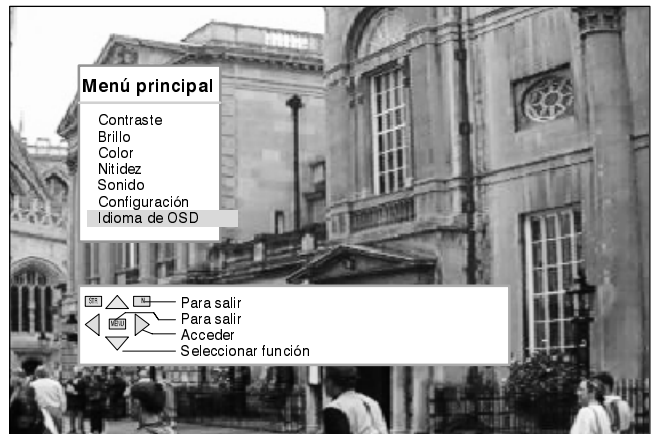 Menú principal
Contraste
Brillo
Color
Nitidez
Sonido
Configuración
Idioma de OSD
STR
Para salir
MENU
Para salir
Acceder
Seleccionar función